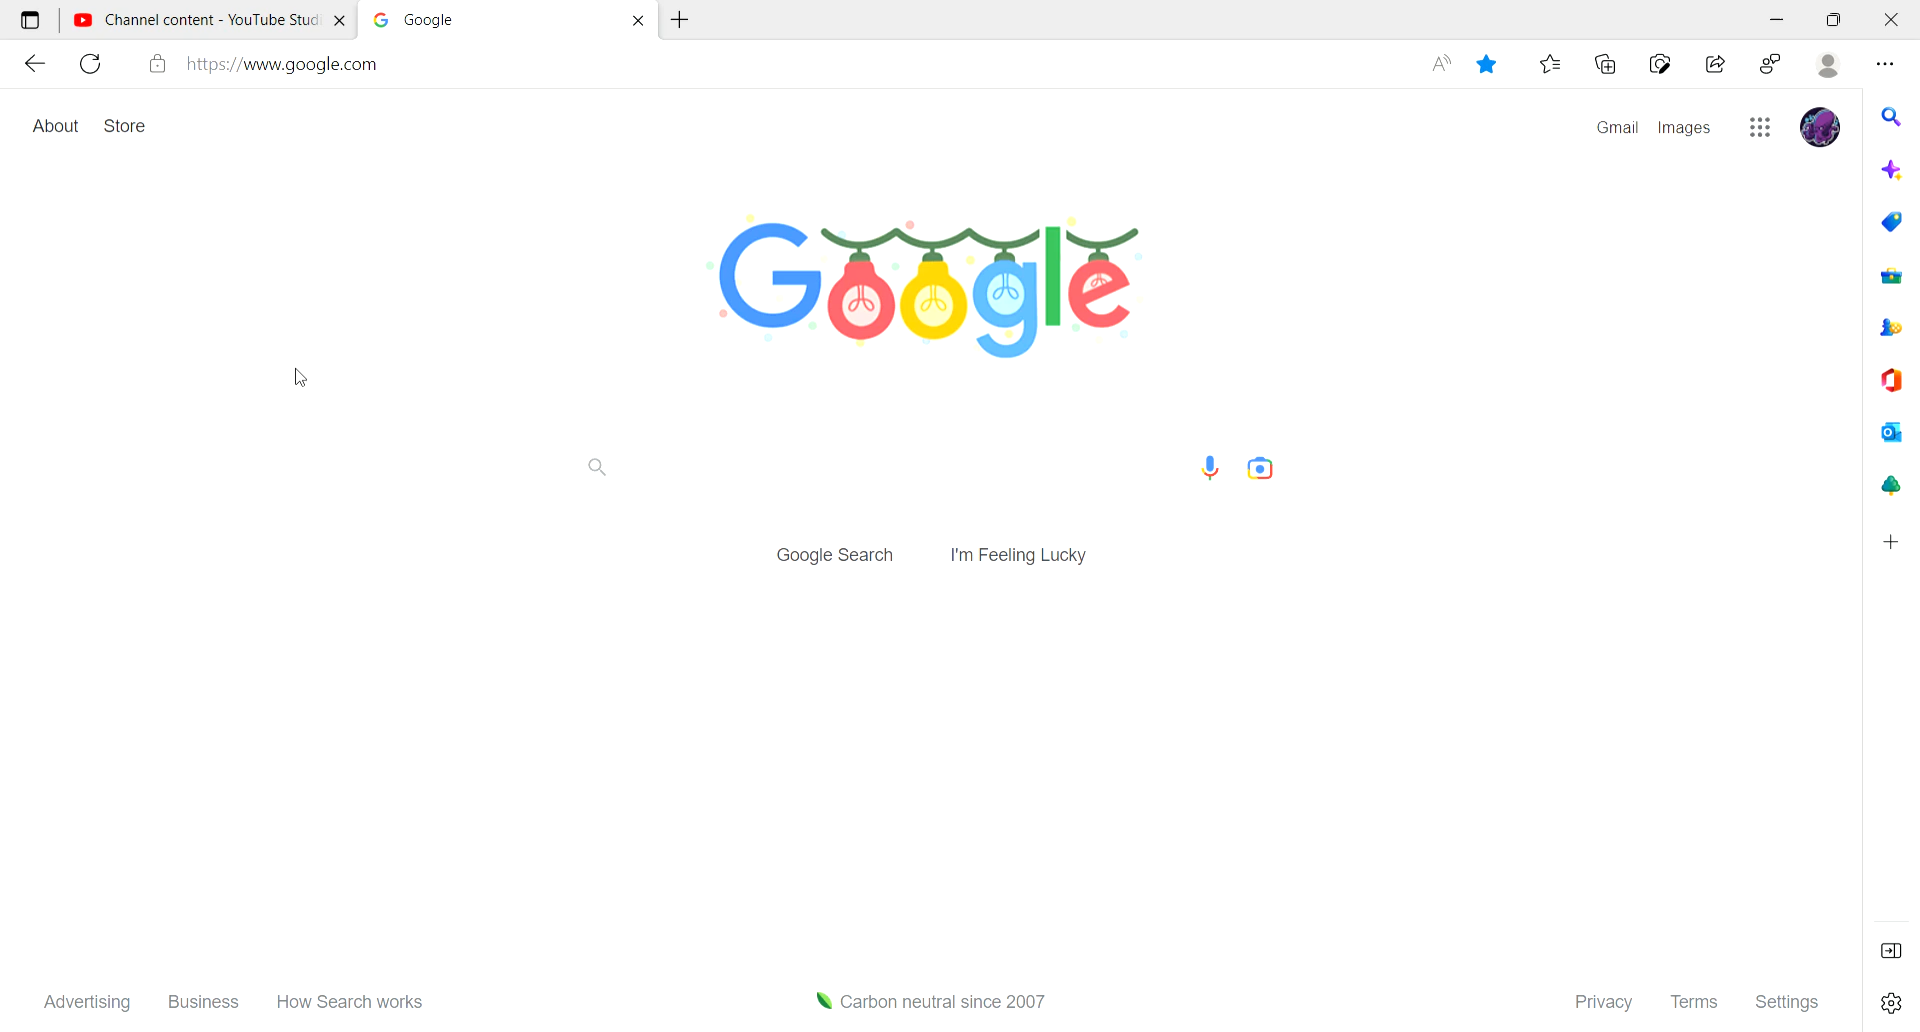 Channel content - YouTube Stud
Google
https://www.google.com
About Store
Gmail Images
Google
Google Search I'm Feeling Lucky
Advertising Business How Search works
Carbon neutral since 2007
Privacy Terms Settings